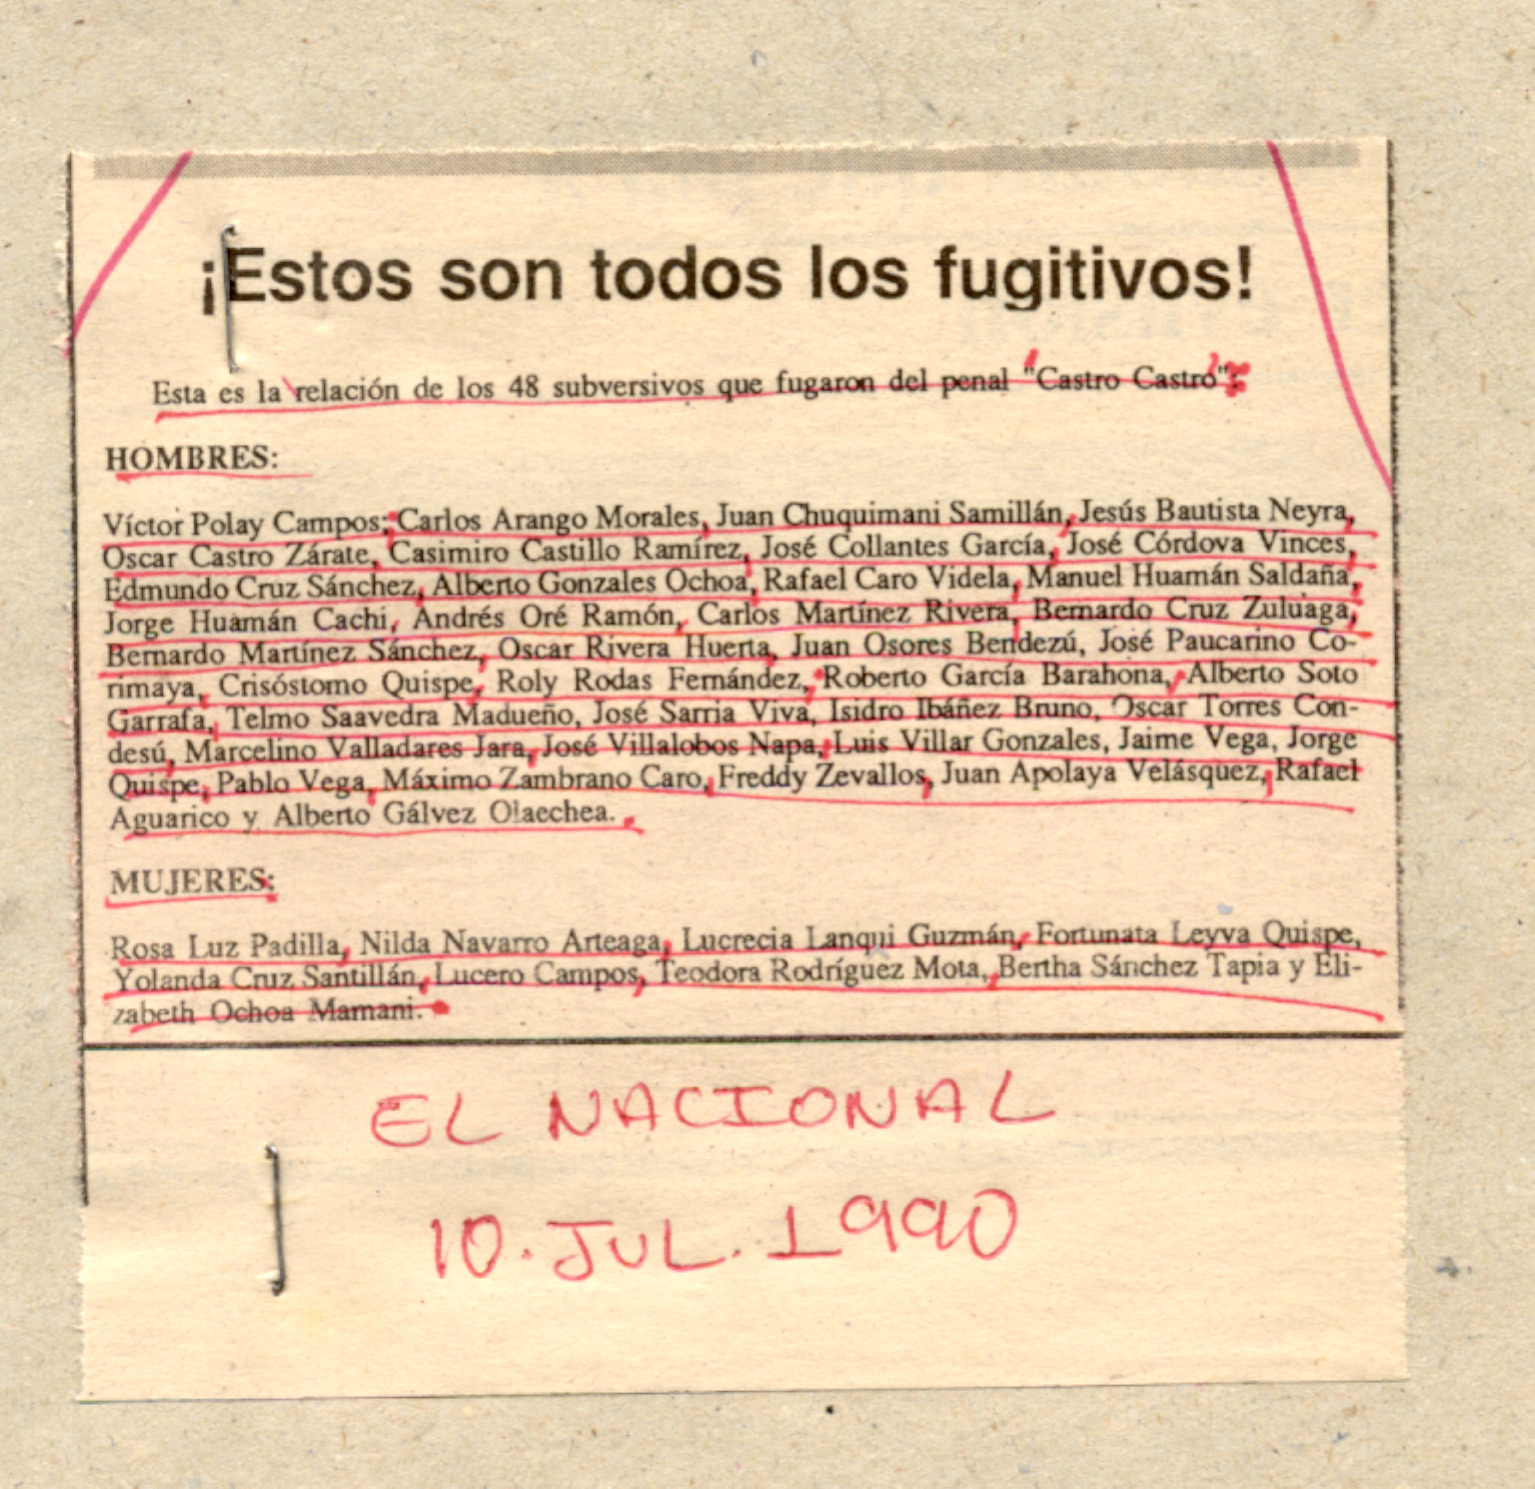 ¡Estos son todos los fugitivos!
Esta es la relación de los 48 subversivos que fugaron del penal "Castro Castro":
HOMBRES:
Víctor Polay Campos; Carlos Arango Morales, Juan Chuquimani Samillán, Jesús Bautista Neyra,
Oscar Castro Zárate, Casimiro Castillo Ramírez, José Collantes García, José Córdova Vinces,
Edmundo Cruz Sánchez, Alberto Gonzales Ochoa, Rafael Caro Videla, Manuel Huamán Saldaña,
Jorge Huamán Cachi, Andrés Oré Ramón, Carlos Martínez Rivera, Bernardo Cruz Zuluaga,
Bernardo Martínez Sánchez, Oscar Rivera Huerta, Juan Osores Bendezú, José Paucarino Co-
rimaya, Crisóstomo Quispe, Roly Rodas Fernández, Roberto García Barahona, Alberto Soto
Garrafa, Telmo Saavedra Madueño, José Sarria Viva, Isidro Ibáñez Bruno, Oscar Torres Con-
desú, Marcelino Valladares Jara, José Villalobos Napa, Luis Villar Gonzales, Jaime Vega, Jorge
Quispe, Pablo Vega, Máximo Zambrano Caro, Freddy Zevallos, Juan Apolaya Velásquez, Rafael
Aguarico y Alberto Gálvez Olaechea.
MUJERES:
Rosa Luz Padilla, Nilda Navarro Arteaga, Lucrecia Lanqui Guzmán, Fortunata Leyva Quispe,
Yolanda Cruz Santillán, Lucero Campos, Teodora Rodríguez Mota, Bertha Sánchez Tapia y Eli-
zabeth Ochoa Mamani.
EL NACIONAL
10. JUL. 1990